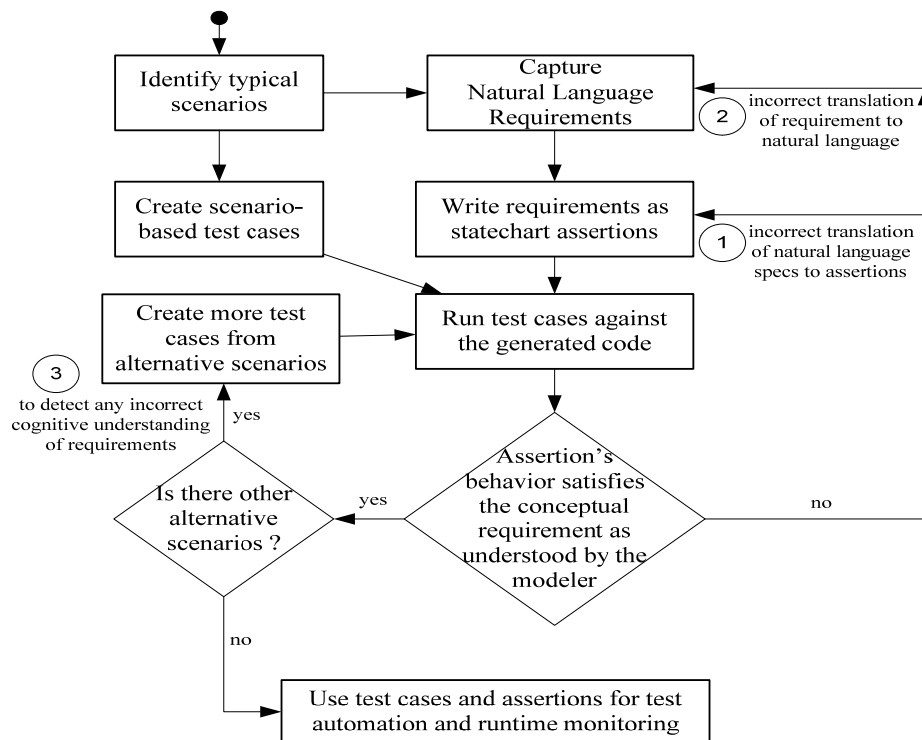 Identify typical
scenarios
Capture
Natural Language
Requirements
2
incorrect translation
of requirement to
natural language
Create scenario-
based test cases
Write requirements as
statechart assertions
1
incorrect translation
of natural language
specs to assertions
Create more test
cases from
alternative scenarios
Run test cases against
the generated code
3
to detect any incorrect
cognitive understanding
of requirements
yes
Assertion's
behavior satisfies
the conceptual
requirement as
understood by the
modeler
yes
no
Is there other
alternative
scenarios ?
no
Use test cases and assertions for test
automation and runtime monitoring